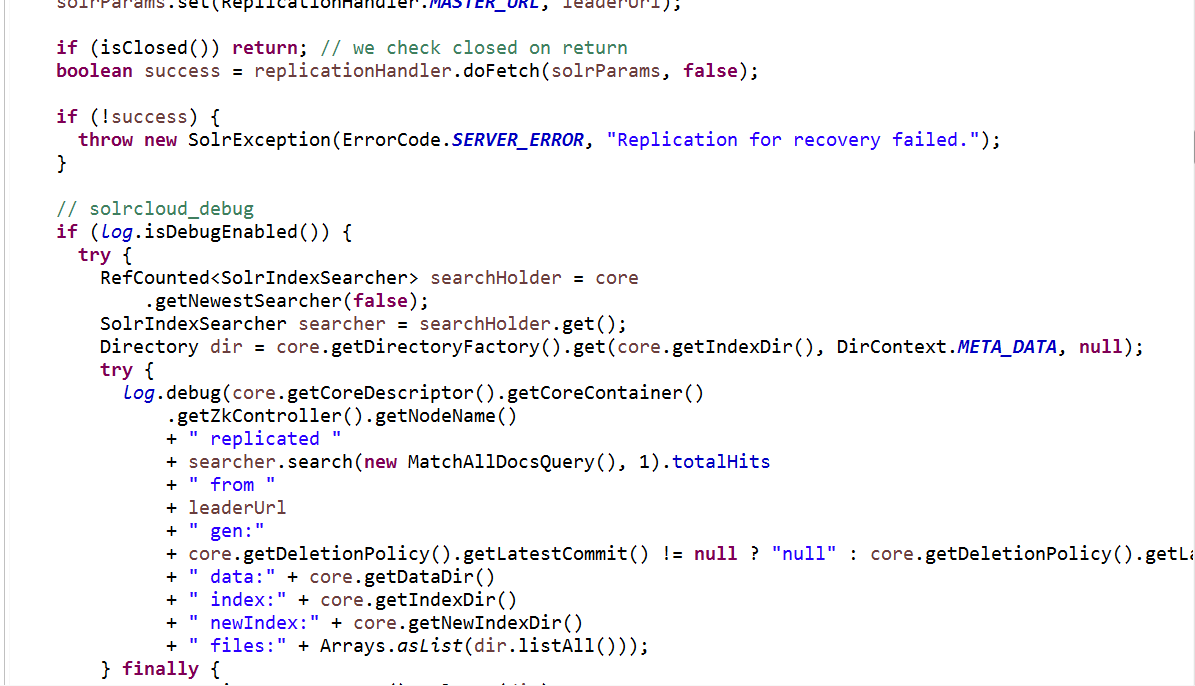 solrParams.set(ReplicationHandler.MASTER_URL, leaderUrl);
if (isClosed()) return; // we check closed on return
boolean success = replicationHandler.doFetch(solrParams, false);
if (!success) {
throw new SolrException(ErrorCode.SERVER_ERROR, "Replication for recovery failed.");
}
// solrcloud_debug
if (log.isDebugEnabled()) {
try {
RefCounted<SolrIndexSearcher> searchHolder = core
.getNewestSearcher(false);
SolrIndexSearcher searcher = searchHolder.get();
Directory dir = core.getDirectoryFactory().get(core.getIndexDir(), DirContext.META_DATA, null);
try {
log.debug(core.getCoreDescriptor().getCoreContainer()
.getZkController().getNodeName()
+ " replicated "
+ searcher.search(new MatchAllDocsQuery(), 1).totalHits
+ " from "
+ leaderUrl
+ " gen:"
+ core.getDeletionPolicy().getLatestCommit() != null ? "null" : core.getDeletionPolicy().getLa
+ " data:" + core.getDataDir()
+ " index:" + core.getIndexDir()
+ " newIndex:" + core.getNewIndexDir()
+ " files:" + Arrays.asList(dir.listAll()));
} finally {